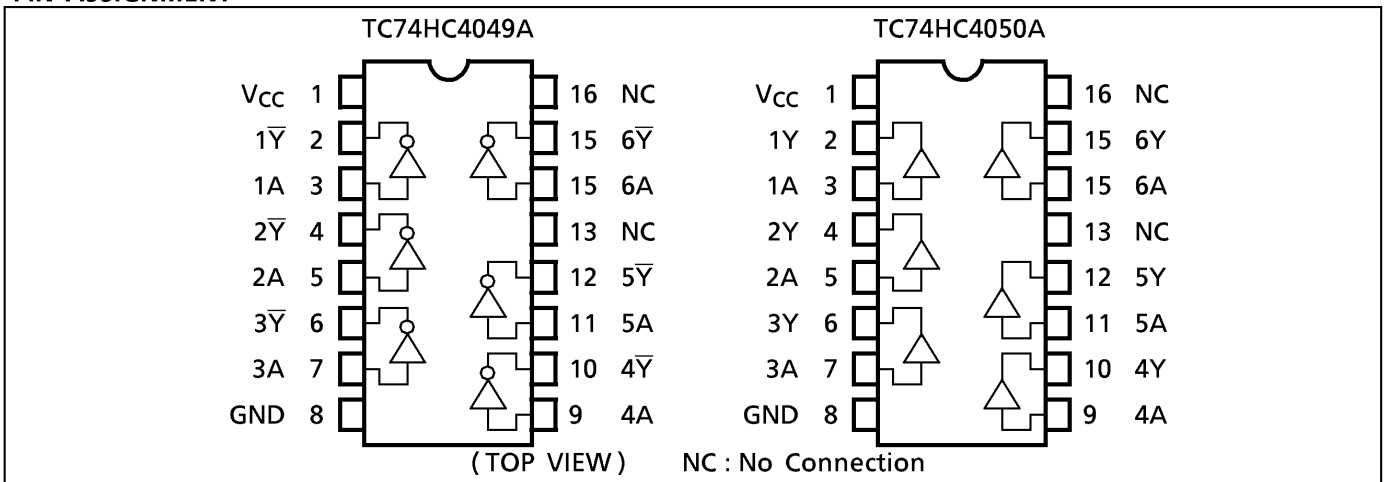 PIN ASSIGNMENT
TC74HC4049A TC74HC4050A
VCC 1 16 NC VCC 1 16 NC
1Y̅ 2 15 6Y̅ 1Y 2 15 6Y
1A 3 15 6A 1A 3 15 6A
2Y̅ 4 13 NC 2Y 4 13 NC
2A 5 12 5Y̅ 2A 5 12 5Y
3Y̅ 6 11 5A 3Y 6 11 5A
3A 7 10 4Y̅ 3A 7 10 4Y
GND 8 9 4A GND 8 9 4A
( TOP VIEW ) NC : No Connection